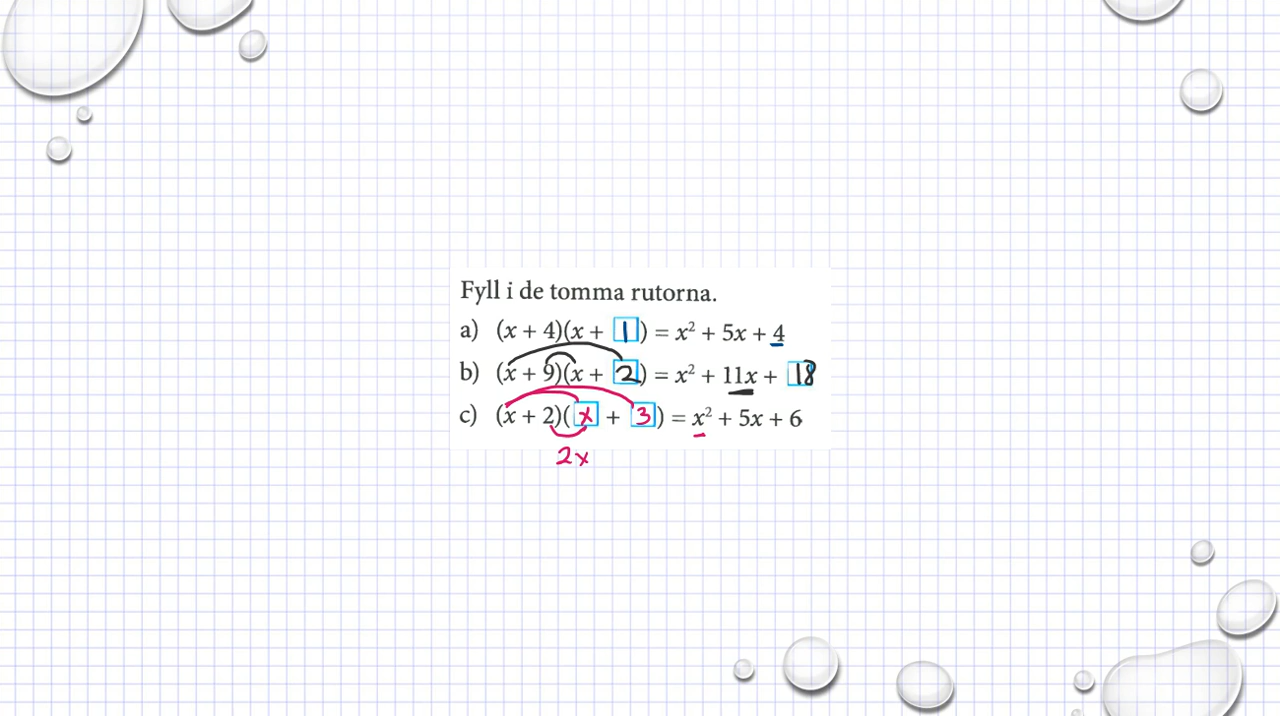 Fyll i de tomma rutorna.
a) (x + 4)(x + 1) = x² + 5x + 4
b) (x + 9)(x + 2) = x² + 11x + 18
c) (x + 2)(x + 3) = x² + 5x + 6
2x